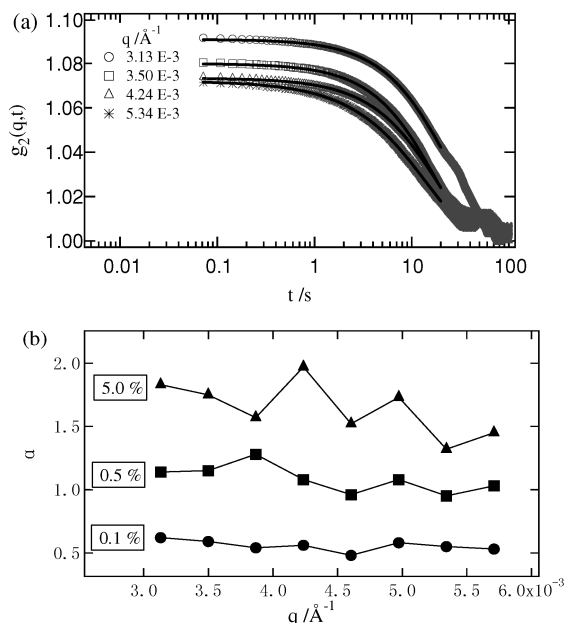 (a)
q /Å⁻¹
3.13 E-3
3.50 E-3
4.24 E-3
5.34 E-3
g₂(q,t)
1.10
1.08
1.06
1.04
1.02
1.00
0.01 0.1 1 10 100
t /s
(b)
α
2.0
1.5
1.0
0.5
5.0 %
0.5 %
0.1 %
3.0 3.5 4.0 4.5 5.0 5.5 6.0x10⁻³
q /Å⁻¹